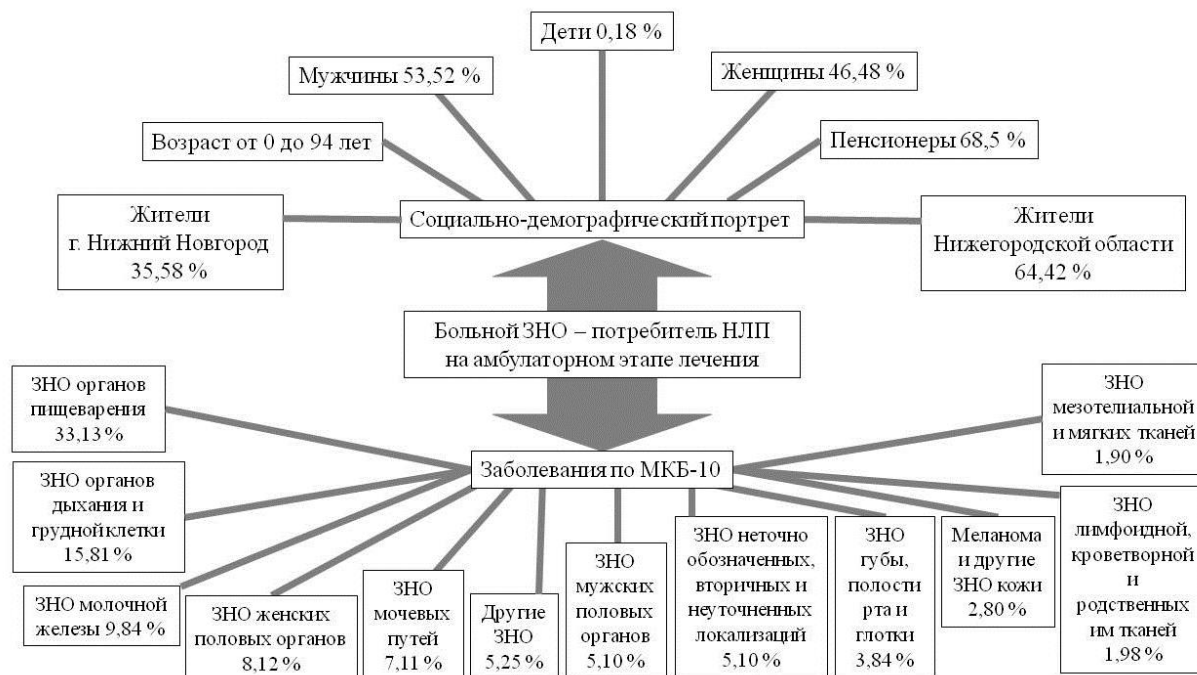 Дети 0,18 %
Мужчины 53,52 %
Женщины 46,48 %
Возраст от 0 до 94 лет
Пенсионеры 68,5 %
Жители
г. Нижний Новгород
35,58 %
Социально-демографический портрет
Жители
Нижегородской области
64,42 %
Больной ЗНО – потребитель НЛП
на амбулаторном этапе лечения
ЗНО органов
пищеварения
33,13 %
ЗНО
мезотелиальной
и мягких тканей
1,90 %
Заболевания по МКБ-10
ЗНО органов
дыхания и
грудной клетки
15,81 %
ЗНО молочной
железы 9,84 %
ЗНО женских
половых органов
8,12 %
ЗНО
мочевых
путей
7,11 %
Другие
ЗНО
5,25 %
ЗНО
мужских
половых
органов
5,10 %
ЗНО неточно
обозначенных,
вторичных и
неуточненных
локализаций
5,10 %
ЗНО
губы,
полости
рта и
глотки
3,84 %
Меланома
и другие
ЗНО кожи
2,80 %
ЗНО
лимфоидной,
кроветворной
и
родственных
им тканей
1,98 %